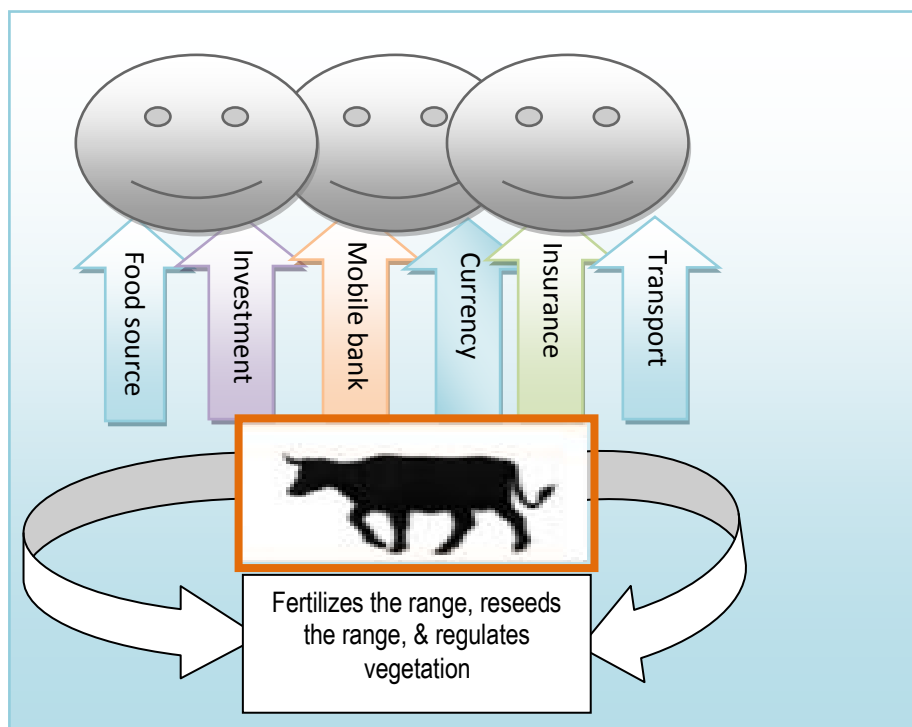 Food source
Investment
Mobile bank
Currency
Insurance
Transport
Fertilizes the range, reseeds
the range, & regulates
vegetation